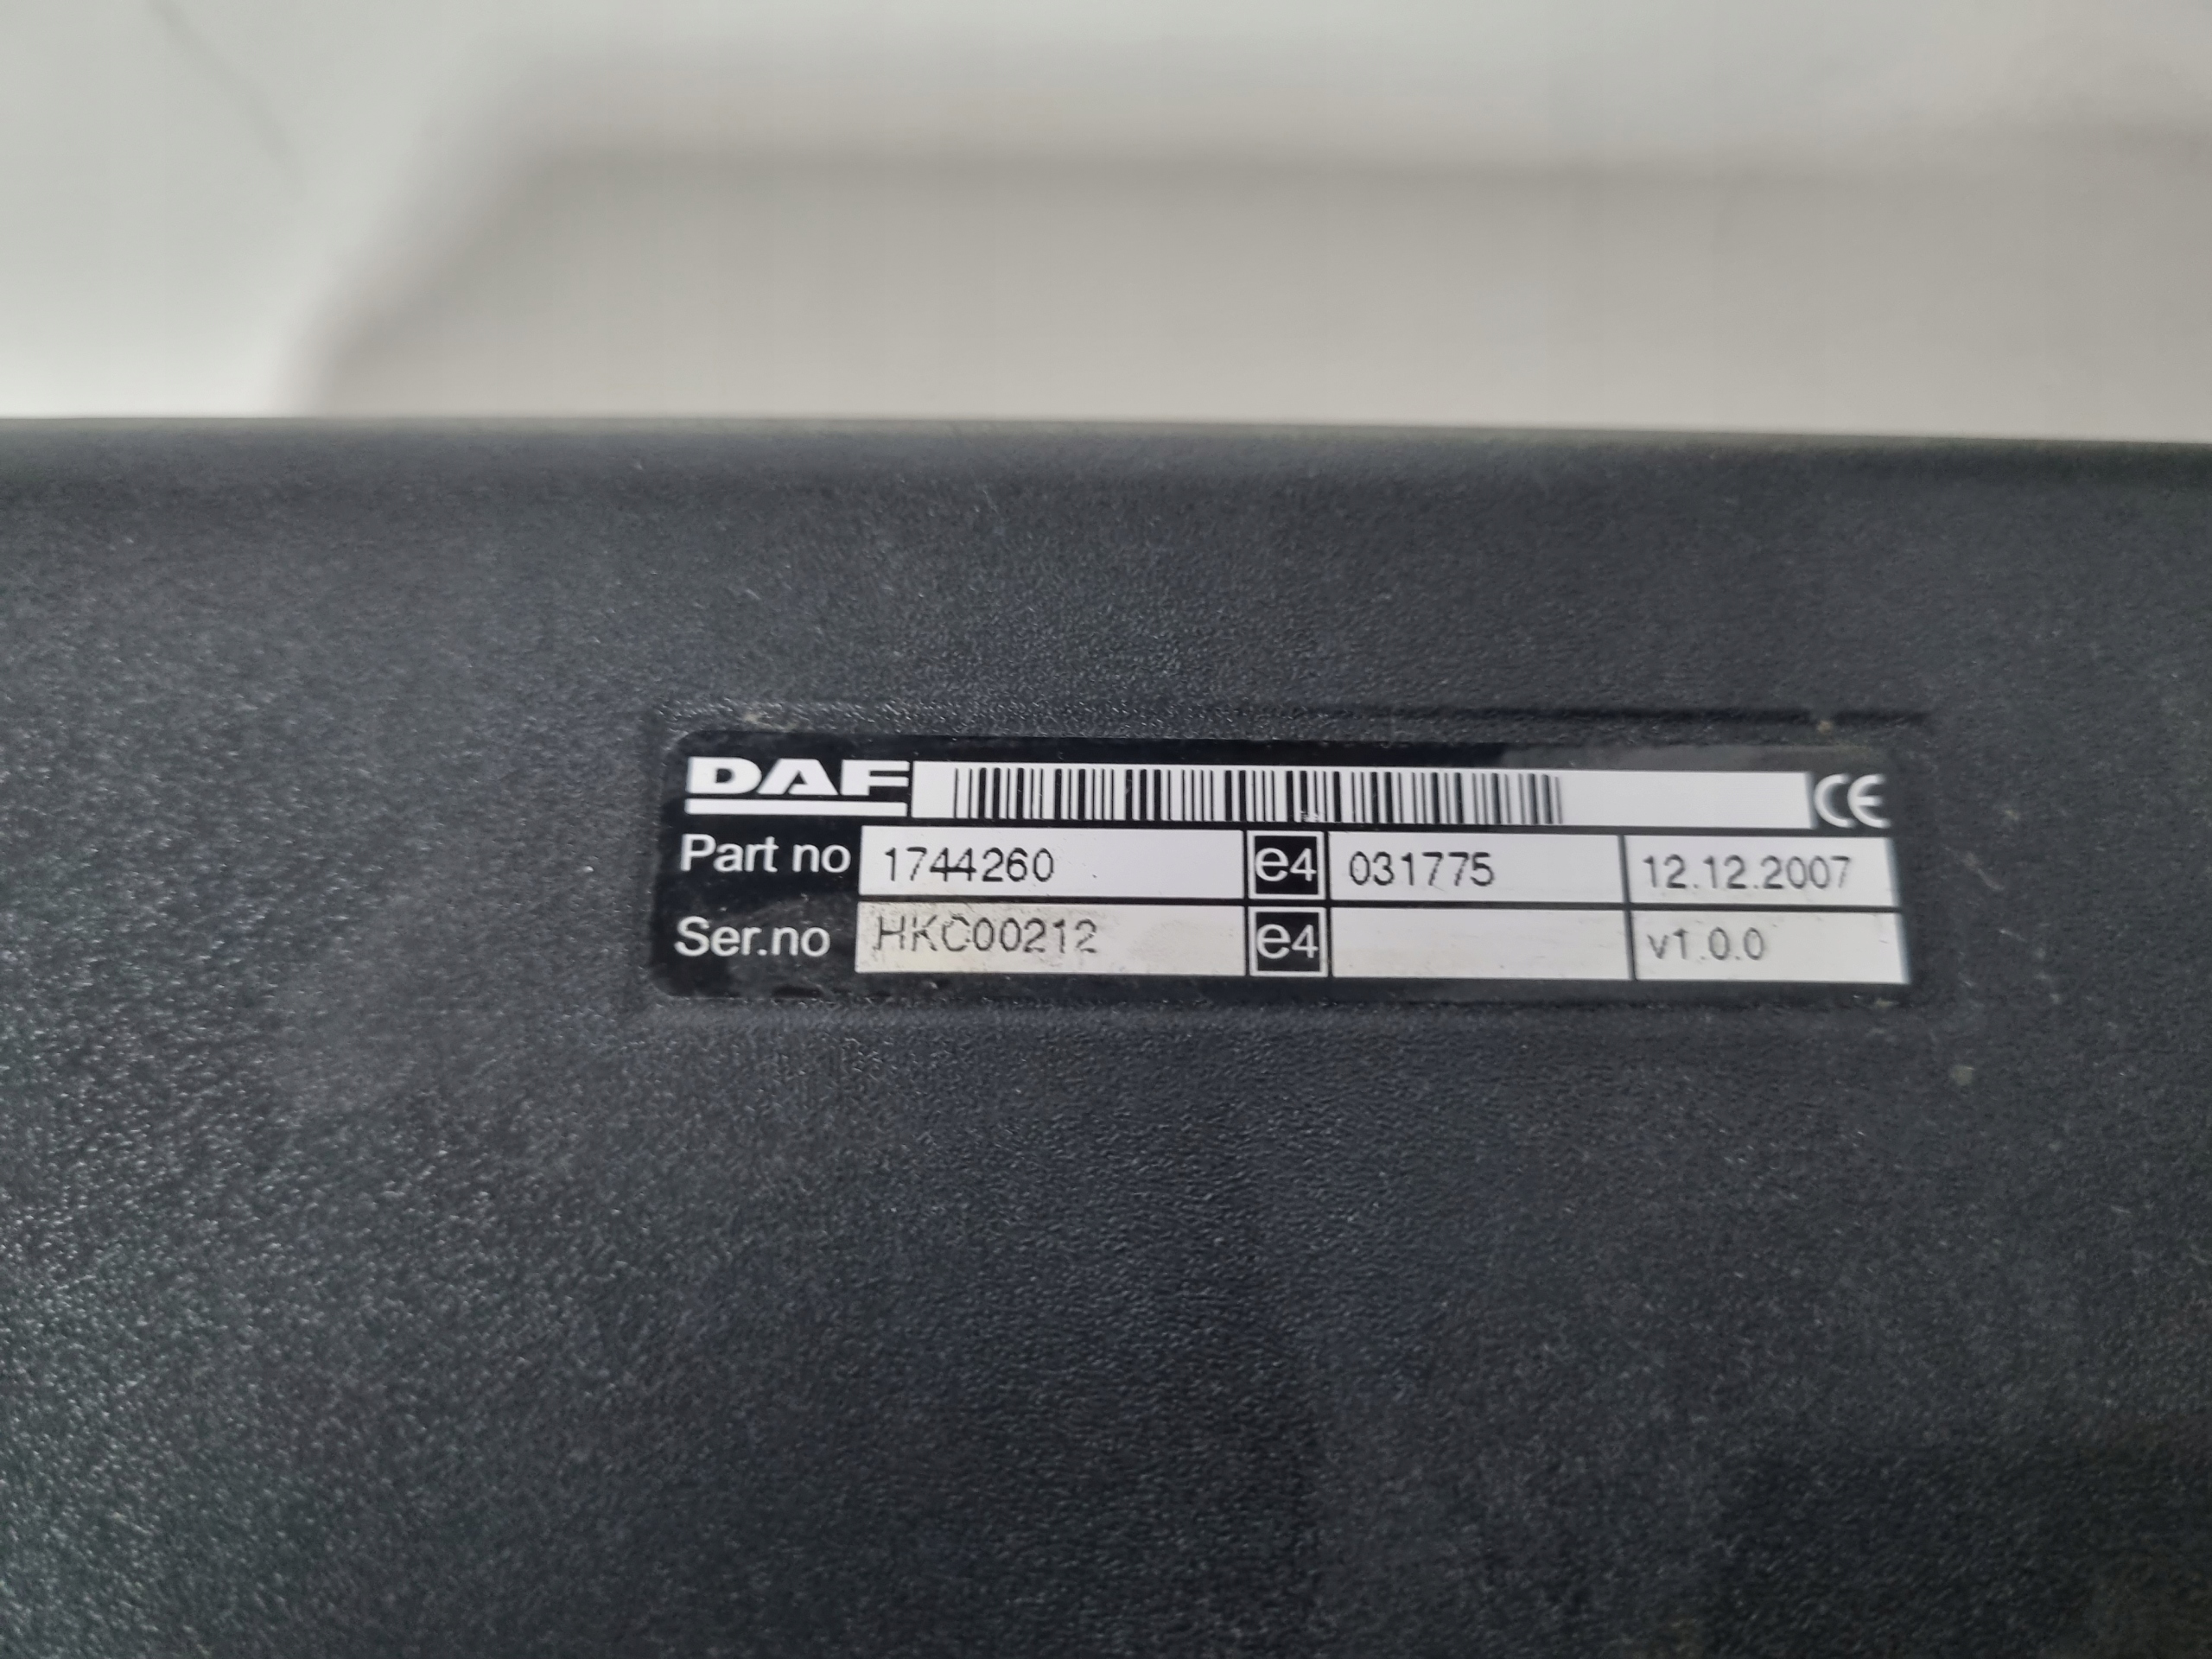 DAF CE
Part no 1744260 e4 031775 12.12.2007
Ser.no HKC00212 e4 v1.0.0